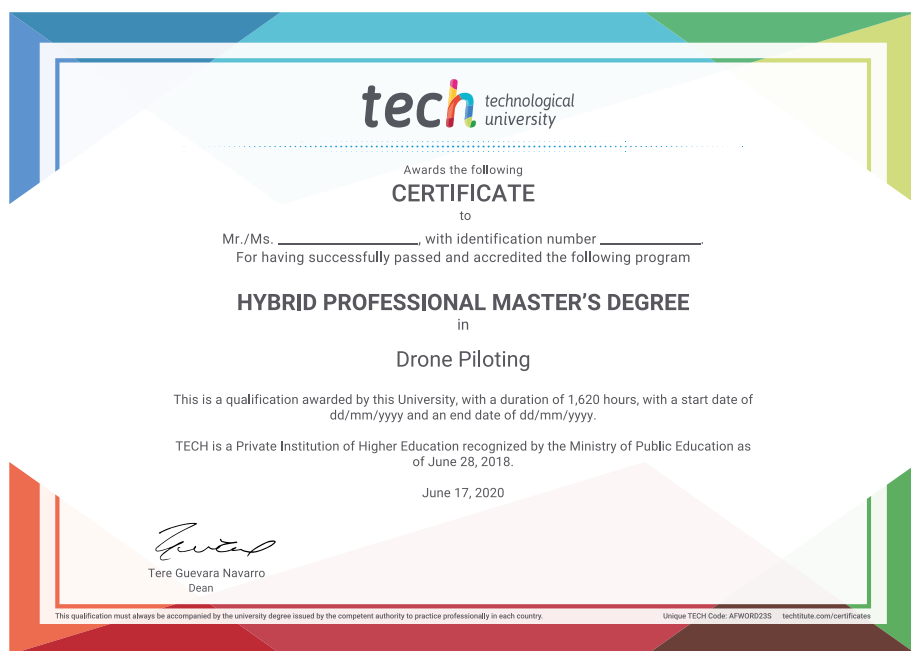 tech technological
university
Awards the following
CERTIFICATE
to
Mr./Ms. ____________________, with identification number ______________.
For having successfully passed and accredited the following program
HYBRID PROFESSIONAL MASTER'S DEGREE
in
Drone Piloting
This is a qualification awarded by this University, with a duration of 1,620 hours, with a start date of
dd/mm/yyyy and an end date of dd/mm/yyyy.
TECH is a Private Institution of Higher Education recognized by the Ministry of Public Education as
of June 28, 2018.
June 17, 2020
Tere Guevara Navarro
Dean
This qualification must always be accompanied by the university degree issued by the competent authority to practice professionally in each country.
Unique TECH Code: AFWORD23S techtitute.com/certificates